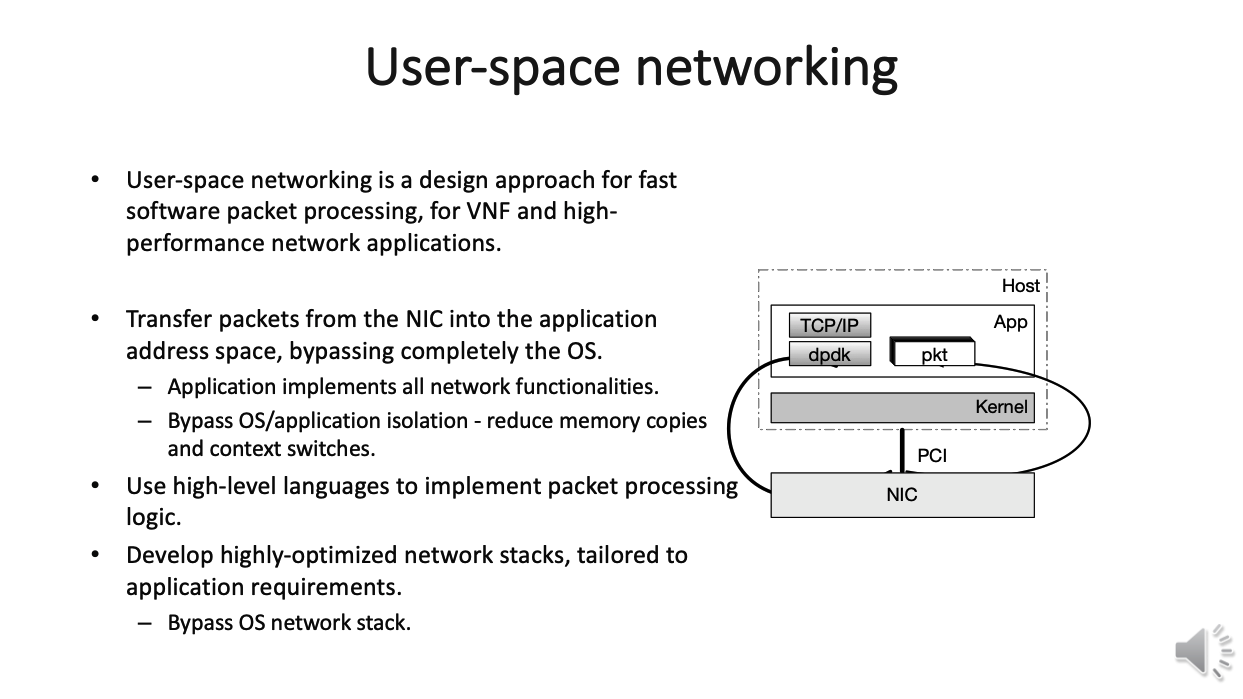 User-space networking
• User-space networking is a design approach for fast
software packet processing, for VNF and high-
performance network applications.
• Transfer packets from the NIC into the application
address space, bypassing completely the OS.
– Application implements all network functionalities.
– Bypass OS/application isolation - reduce memory copies
and context switches.
• Use high-level languages to implement packet processing
logic.
• Develop highly-optimized network stacks, tailored to
application requirements.
– Bypass OS network stack.
Host
App
TCP/IP
dpdk
pkt
Kernel
PCI
NIC